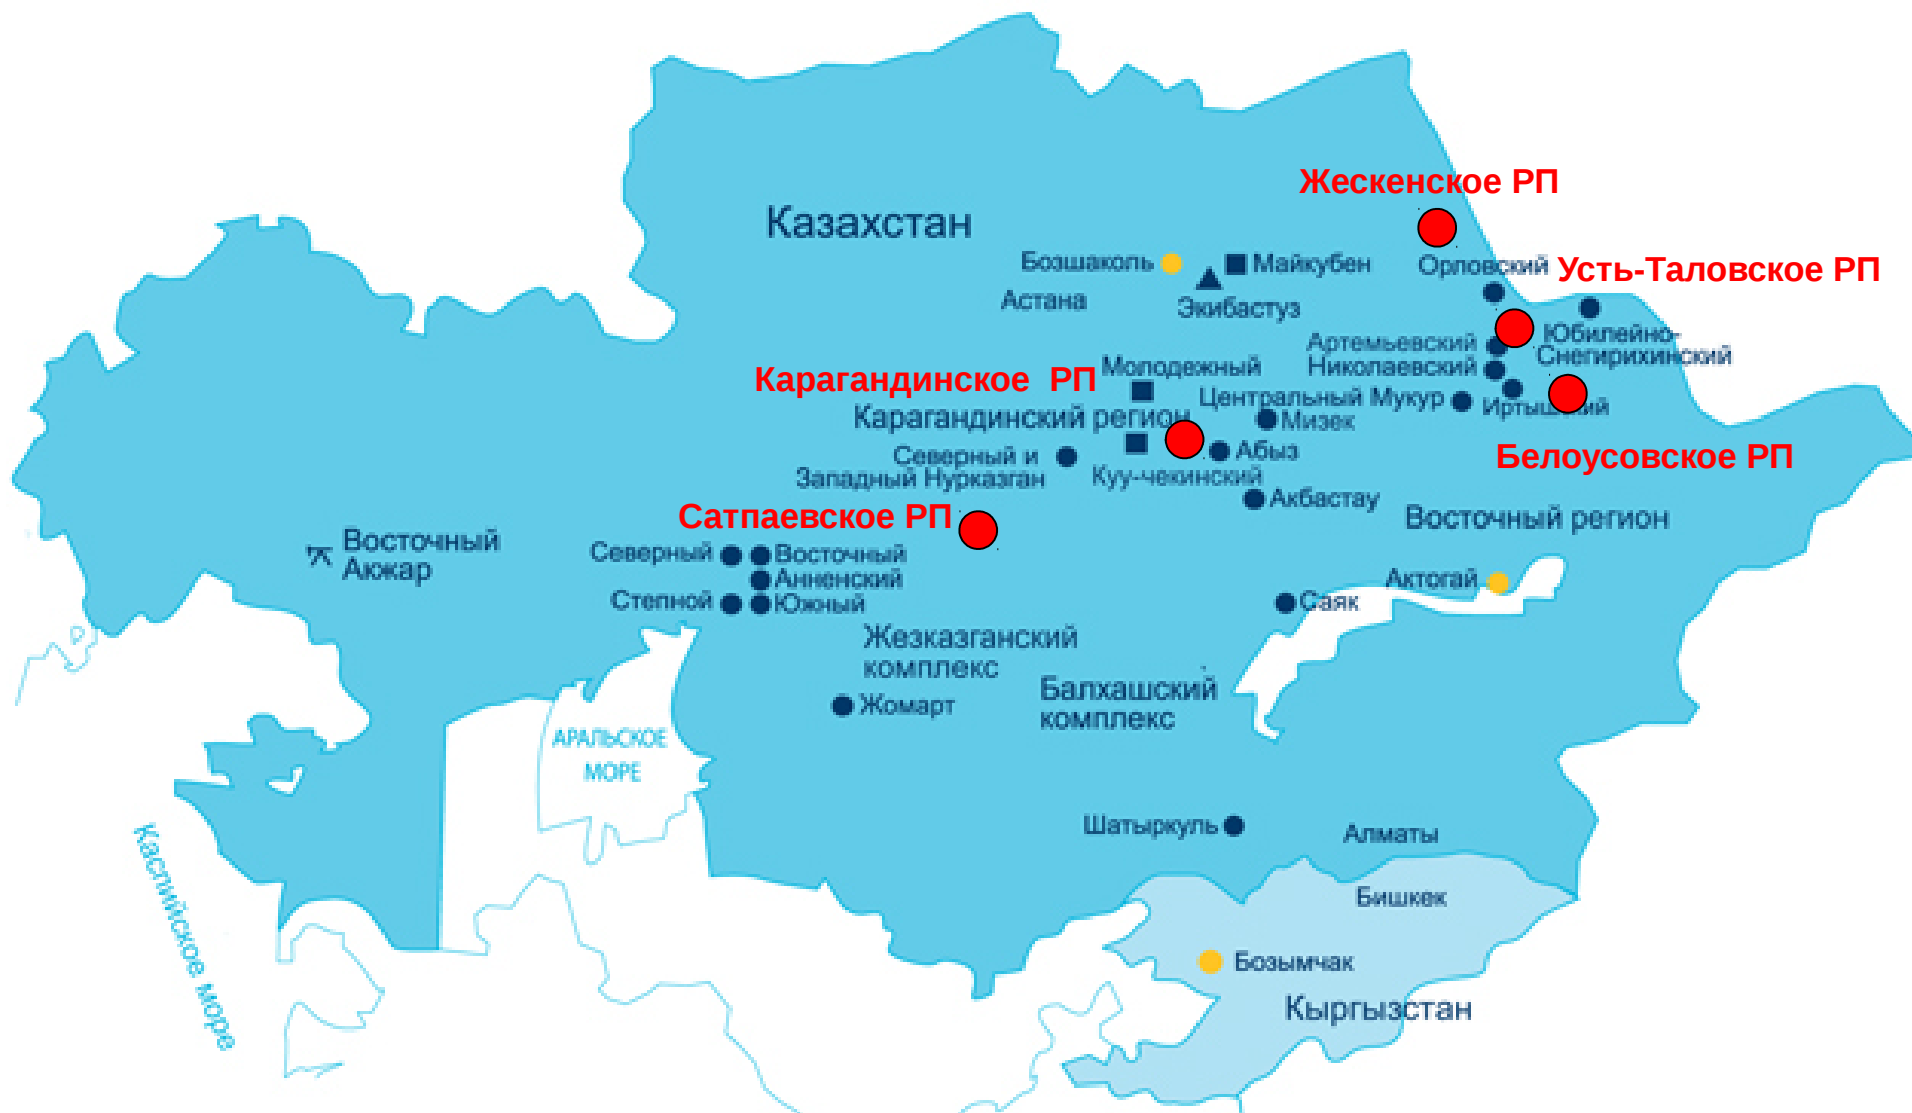 Жескенское РП
Казахстан
Бозшаколь
Майкубен
Орловский
Усть-Таловское РП
Астана
Экибастуз
Юбилейно-
Снегирихинский
Артемьевский
Николаевский
Молодежный
Карагандинское РП
Центральный Мукур
Иртышский
Карагандинский регион
Мизек
Абыз
Белоусовское РП
Северный и
Западный Нурказган
Куу-чекинский
Акбастау
Сатпаевское РП
Восточный регион
Восточный
Акжар
Северный
Восточный
Анненский
Степной
Южный
Актогай
Саяк
Жезказганский
комплекс
Балхашский
комплекс
Жомарт
АРАЛЬСКОЕ
МОРЕ
Шатыркуль
Алматы
Каспийское море
Бишкек
Бозымчак
Кыргызстан